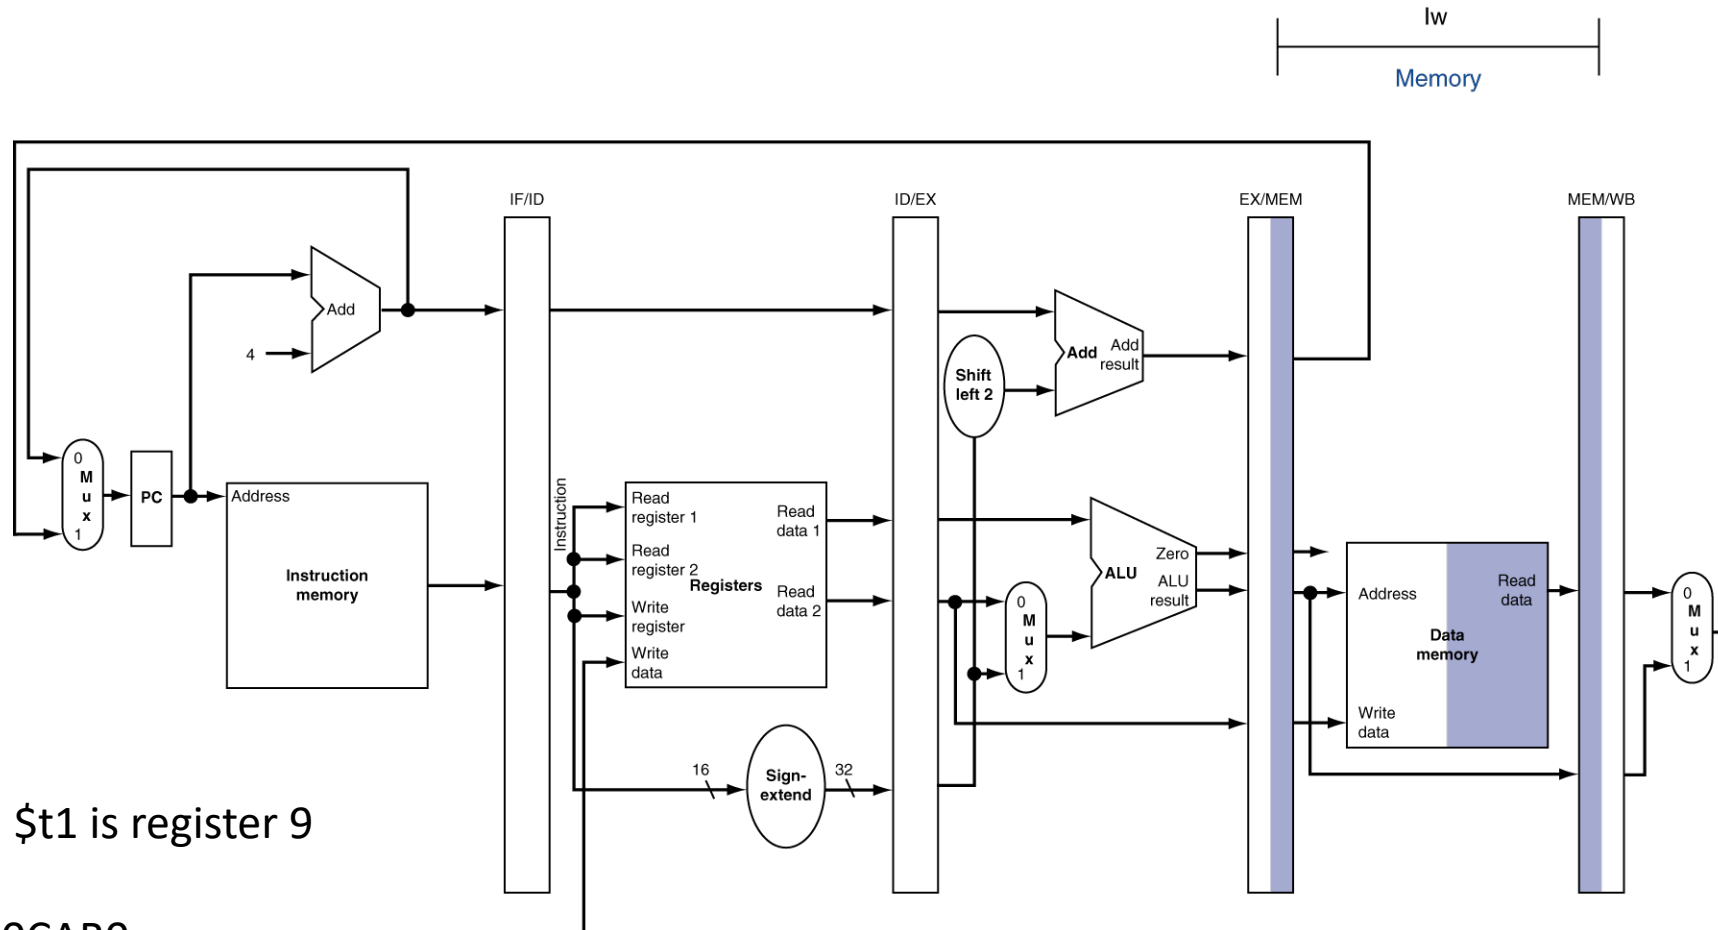 lw
Memory
IF/ID
ID/EX
EX/MEM
MEM/WB
Add
4
Add
Add
result
Shift
left 2
0
M
u
x
1
PC
Address
Instruction
memory
Instruction
Read
register 1
Read
register 2
Write
register
Write
data
Registers
Read
data 1
Read
data 2
16
Sign-
extend
32
0
M
u
x
1
ALU
Zero
ALU
result
Address
Read
data
Data
memory
Write
data
0
M
u
x
1
$t1 is register 9